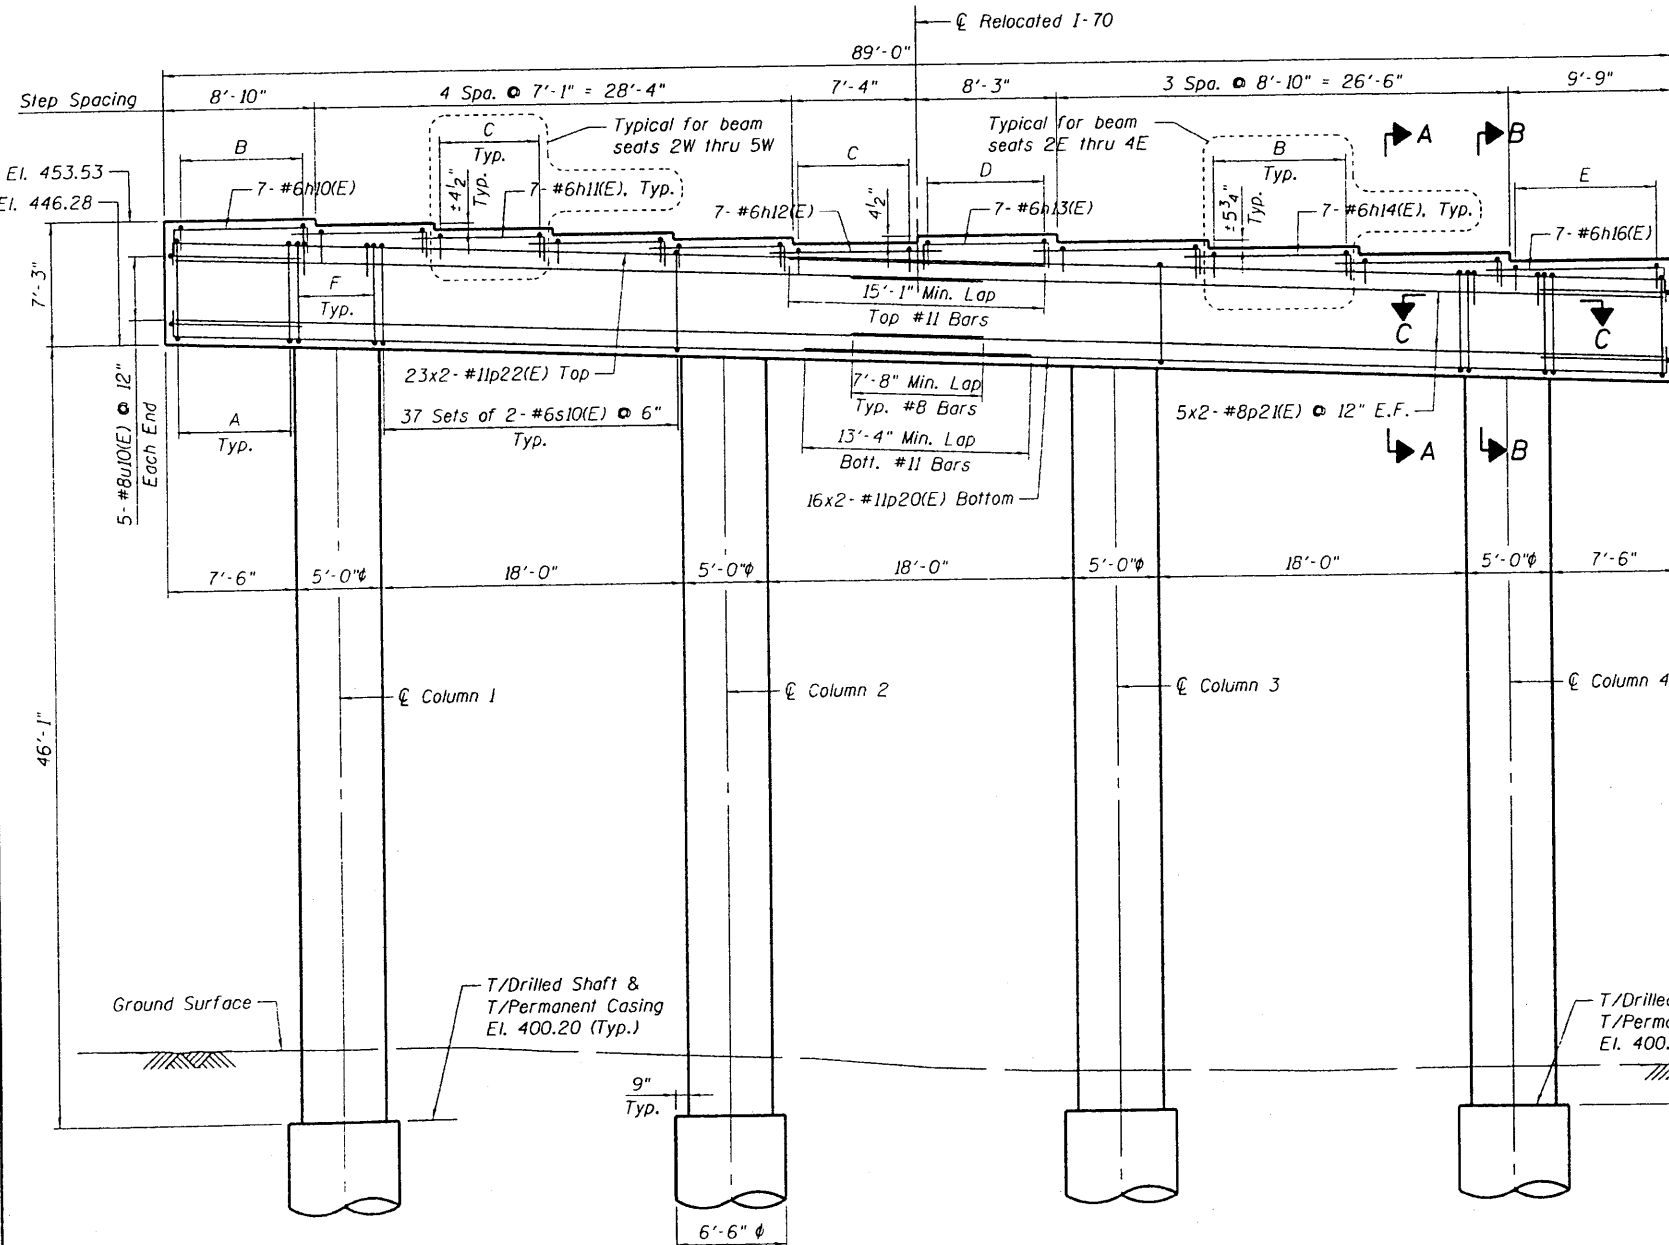 ℄ Relocated I-70
89'-0"
Step Spacing
8'-10"
4 Spa. @ 7'-1" = 28'-4"
7'-4"
8'-3"
3 Spa. @ 8'-10" = 26'-6"
9'-9"
Typical for beam
seats 2W thru 5W
Typical for beam
seats 2E thru 4E
A
B
El. 453.53
El. 446.28
B
7-#6h10(E)
C
Typ.
±4½"
Typ.
7-#6h11(E), Typ.
C
7-#6h12(E)
4½"
D
7-#6h13(E)
B
Typ.
±5¾"
Typ.
7-#6h14(E), Typ.
E
7-#6h16(E)
7'-3"
F
Typ.
15'-1" Min. Lap
Top #11 Bars
C
C
23x2-#11p22(E) Top
7'-8" Min. Lap
Typ. #8 Bars
5x2-#8p21(E) @ 12" E.F.
5-#8u10(E) @ 12"
Each End
A
Typ.
37 Sets of 2-#6s10(E) @ 6"
Typ.
13'-4" Min. Lap
Bott. #11 Bars
A
B
16x2-#11p20(E) Bottom
7'-6"
5'-0"ϕ
18'-0"
5'-0"ϕ
18'-0"
5'-0"ϕ
18'-0"
5'-0"ϕ
7'-6"
46'-1"
℄ Column 1
℄ Column 2
℄ Column 3
℄ Column 4
Ground Surface
T/Drilled Shaft &
T/Permanent Casing
El. 400.20 (Typ.)
T/Drilled
T/Perma
El. 400.
9"
Typ.
6'-6" ϕ